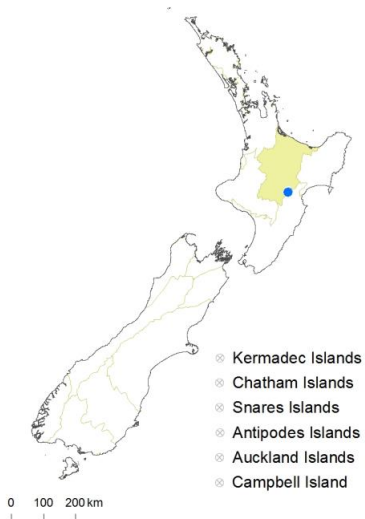 Kermadec Islands
Chatham Islands
Snares Islands
Antipodes Islands
Auckland Islands
Campbell Island
0 100 200 km